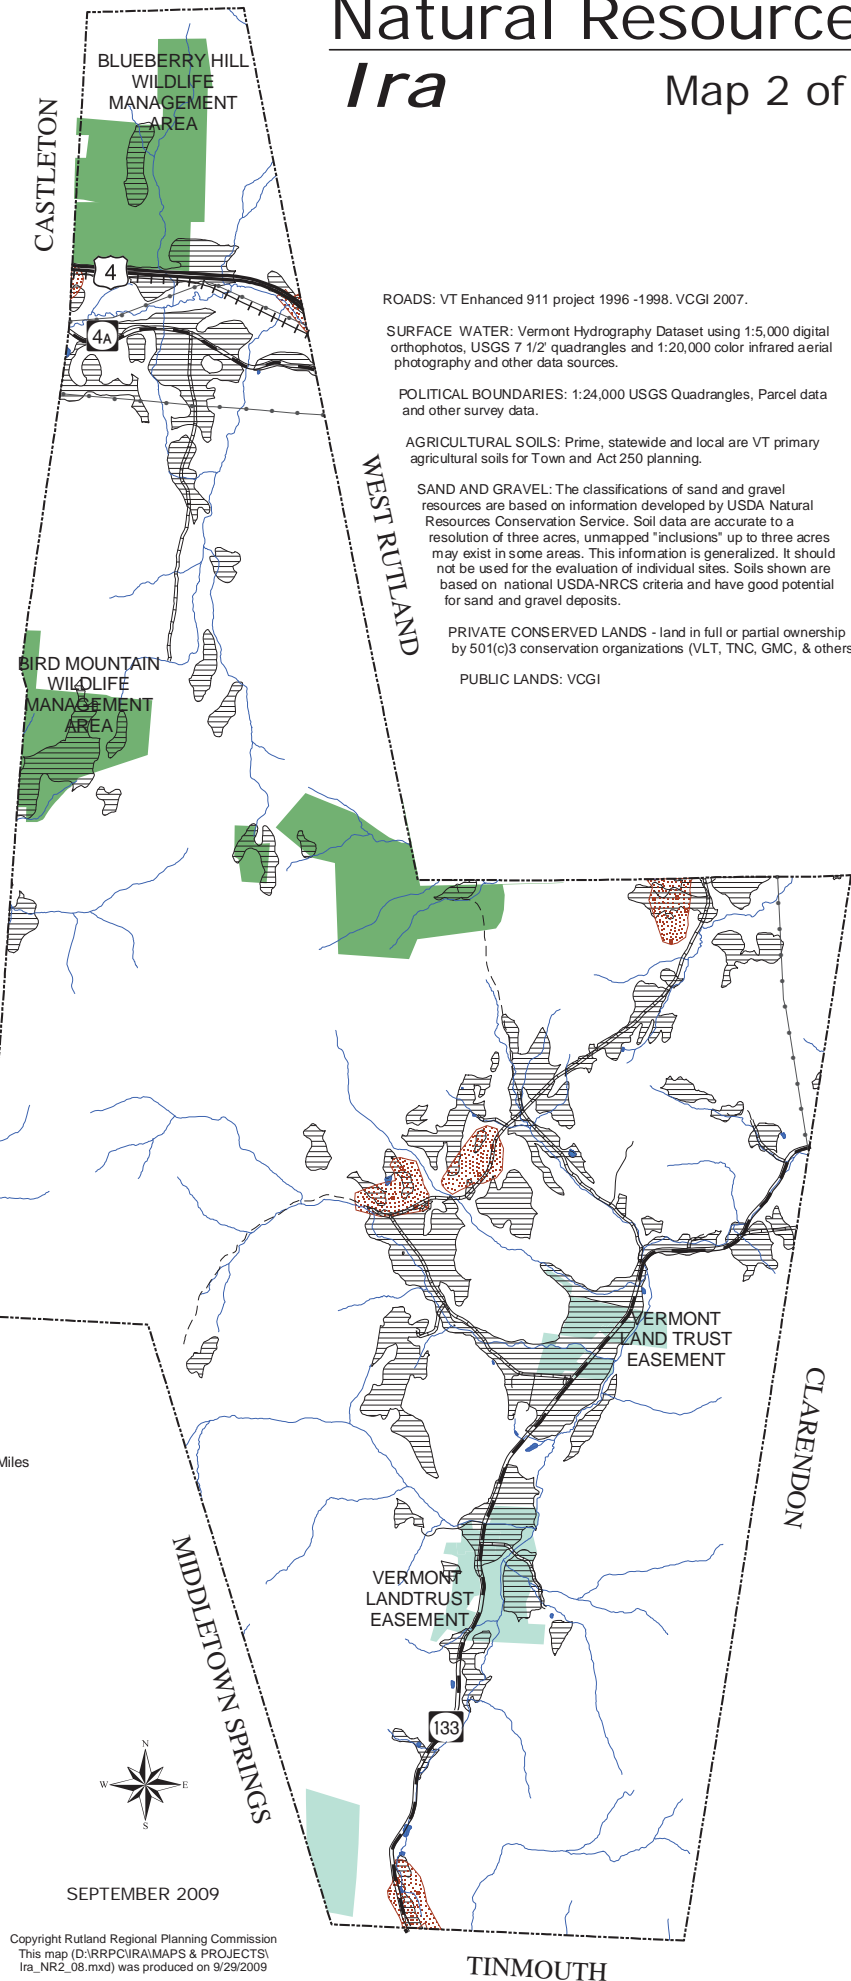 Natural Resource
Ira
Map 2 of
BLUEBERRY HILL
WILDLIFE
MANAGEMENT
AREA
CASTLETON
4
4A
ROADS: VT Enhanced 911 project 1996 -1998. VCGI 2007.
SURFACE WATER: Vermont Hydrography Dataset using 1:5,000 digital
orthophotos, USGS 7 1/2' quadrangles and 1:20,000 color infrared aerial
photography and other data sources.
POLITICAL BOUNDARIES: 1:24,000 USGS Quadrangles, Parcel data
and other survey data.
AGRICULTURAL SOILS: Prime, statewide and local are VT primary
agricultural soils for Town and Act 250 planning.
SAND AND GRAVEL: The classifications of sand and gravel
resources are based on information developed by USDA Natural
Resources Conservation Service. Soil data are accurate to a
resolution of three acres, unmapped "inclusions" up to three acres
may exist in some areas. This information is generalized. It should
not be used for the evaluation of individual sites. Soils shown are
based on national USDA-NRCS criteria and have good potential
for sand and gravel deposits.
PRIVATE CONSERVED LANDS - land in full or partial ownership
by 501(c)3 conservation organizations (VLT, TNC, GMC, & others
PUBLIC LANDS: VCGI
WEST RUTLAND
BIRD MOUNTAIN
WILDLIFE
MANAGEMENT
AREA
VERMONT
LAND TRUST
EASEMENT
CLARENDON
Miles
MIDDLETOWN SPRINGS
VERMONT
LANDTRUST
EASEMENT
133
N
W E
S
SEPTEMBER 2009
Copyright Rutland Regional Planning Commission
This map (D:\RRPC\IRA\MAPS & PROJECTS\
Ira_NR2_08.mxd) was produced on 9/29/2009
TINMOUTH